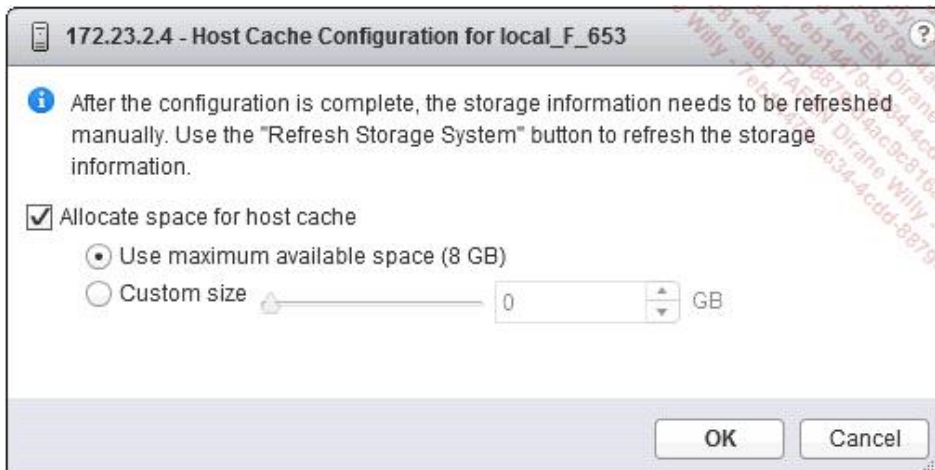 172.23.2.4 - Host Cache Configuration for local_F_653
?
After the configuration is complete, the storage information needs to be refreshed
manually. Use the "Refresh Storage System" button to refresh the storage
information.
Allocate space for host cache
Use maximum available space (8 GB)
Custom size 0 GB
OK Cancel